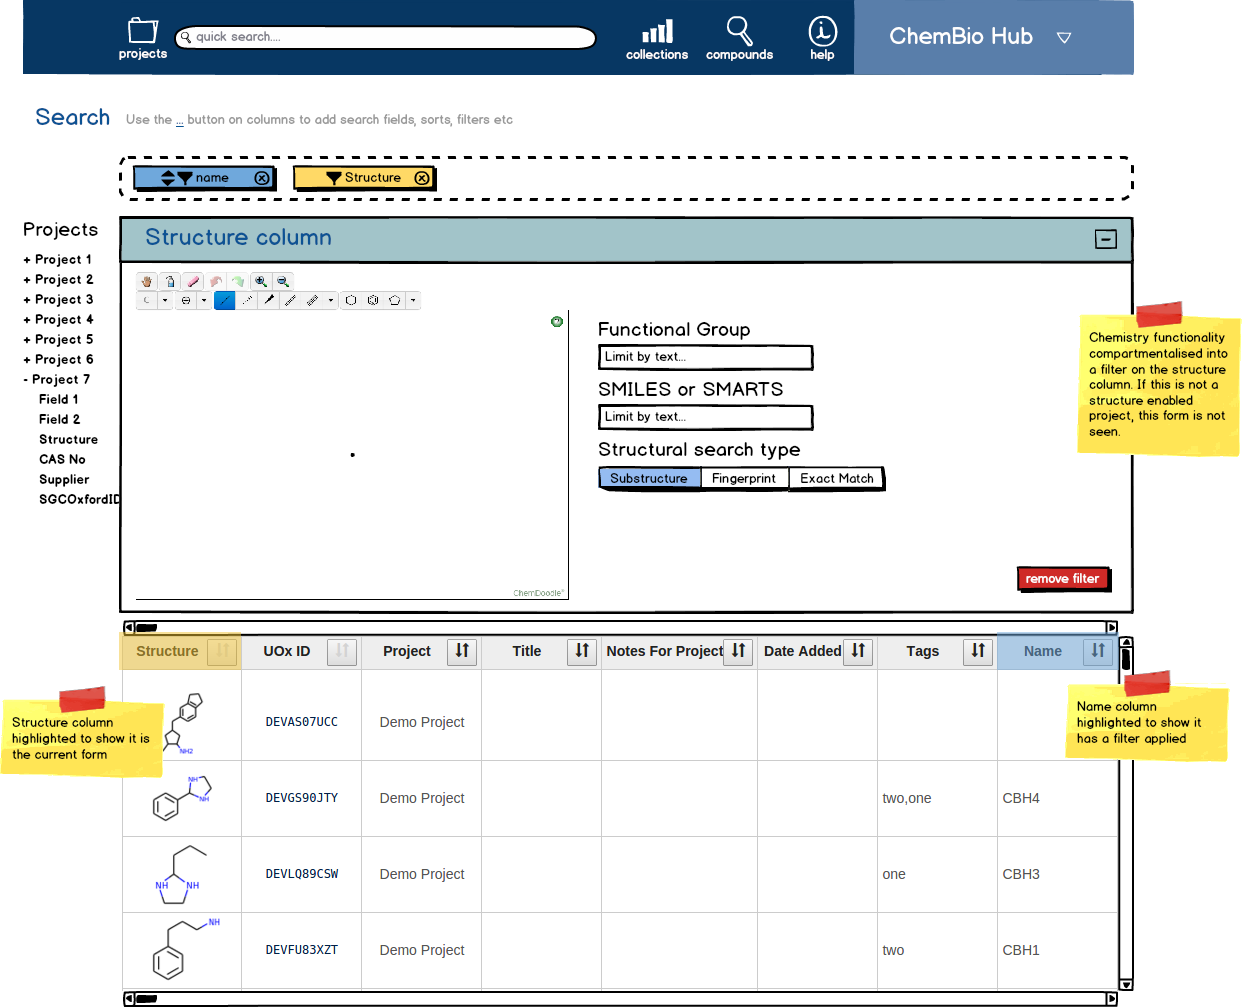 projects
quick search....
collections
compounds
help
ChemBio Hub
Search
Use the ... button on columns to add search fields, sorts, filters etc
name
Structure
Projects
+ Project 1
+ Project 2
+ Project 3
+ Project 4
+ Project 5
+ Project 6
- Project 7
Field 1
Field 2
Structure
CAS No
Supplier
SGCOxfordID
Structure column
Functional Group
Limit by text...
SMILES or SMARTS
Limit by text...
Structural search type
Substructure
Fingerprint
Exact Match
ChemDoodle
remove filter
Chemistry functionality
compartmentalised into
a filter on the structure
column. If this is not a
structure enabled
project, this form is not
seen.
Structure UOx ID Project Title Notes For Project Date Added Tags Name
Structure column
highlighted to show it is
the current form
Name column
highlighted to show it
has a filter applied
NH2
DEVAS07UCC Demo Project
NH
NH
DEVGS90JTY Demo Project two,one CBH4
NH NH
DEVLQ89CSW Demo Project one CBH3
NH
DEVFU83XZT Demo Project two CBH1